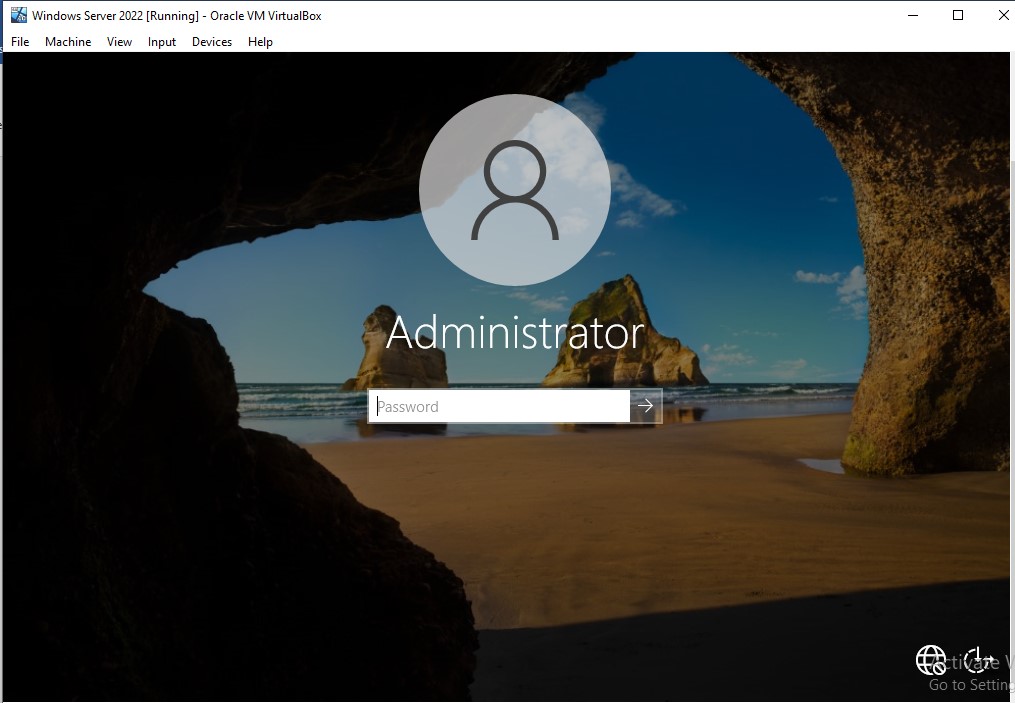 Windows Server 2022 [Running] - Oracle VM VirtualBox
File Machine View Input Devices Help
Administrator
Password
Activate W
Go to Setting